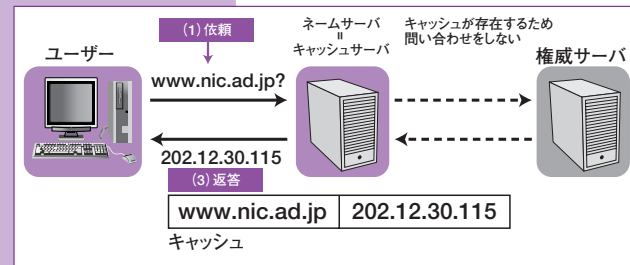 (1)依頼
ユーザー
ネームサーバ
=
キャッシュサーバ
キャッシュが存在するため
問い合わせをしない
権威サーバ
www.nic.ad.jp?
202.12.30.115
(3)返答
www.nic.ad.jp 202.12.30.115
キャッシュ